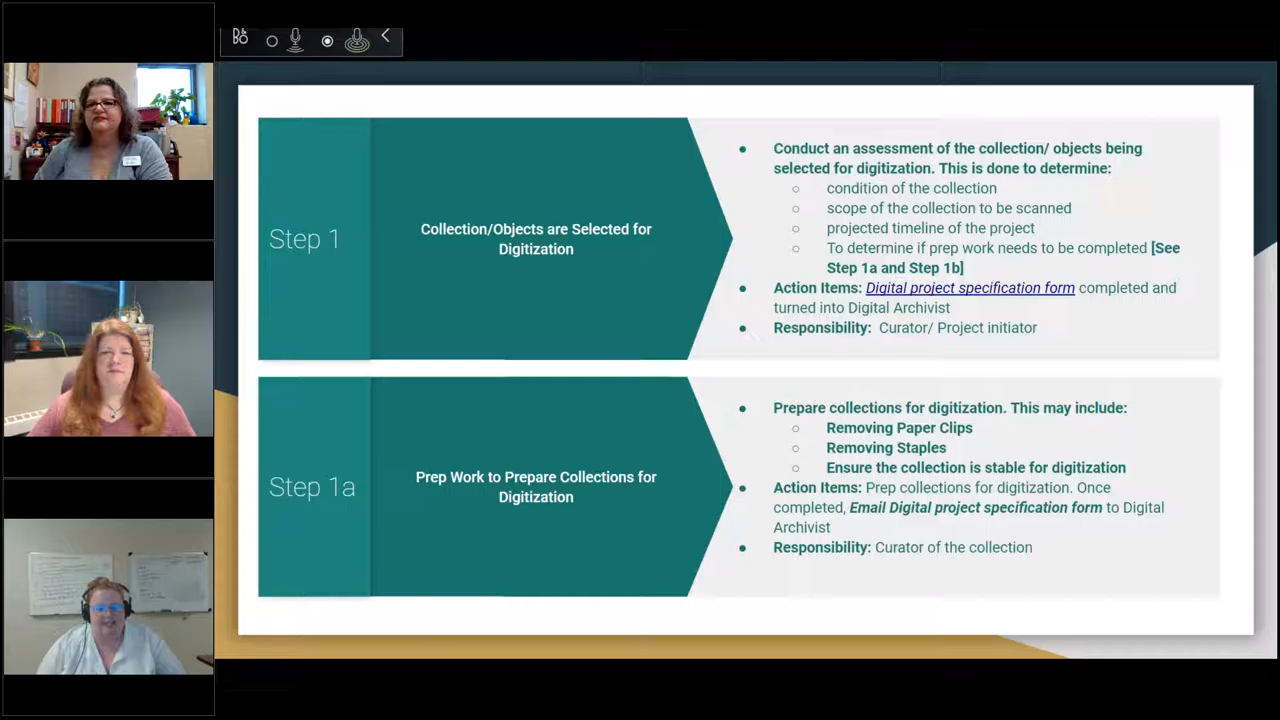 Step 1
Collection/Objects are Selected for
Digitization
● Conduct an assessment of the collection/ objects being
selected for digitization. This is done to determine:
○ condition of the collection
○ scope of the collection to be scanned
○ projected timeline of the project
○ To determine if prep work needs to be completed [See
Step 1a and Step 1b]
● Action Items: Digital project specification form completed and
turned into Digital Archivist
● Responsibility: Curator/ Project initiator
Step 1a
Prep Work to Prepare Collections for
Digitization
● Prepare collections for digitization. This may include:
○ Removing Paper Clips
○ Removing Staples
○ Ensure the collection is stable for digitization
● Action Items: Prep collections for digitization. Once
completed, Email Digital project specification form to Digital
Archivist
● Responsibility: Curator of the collection